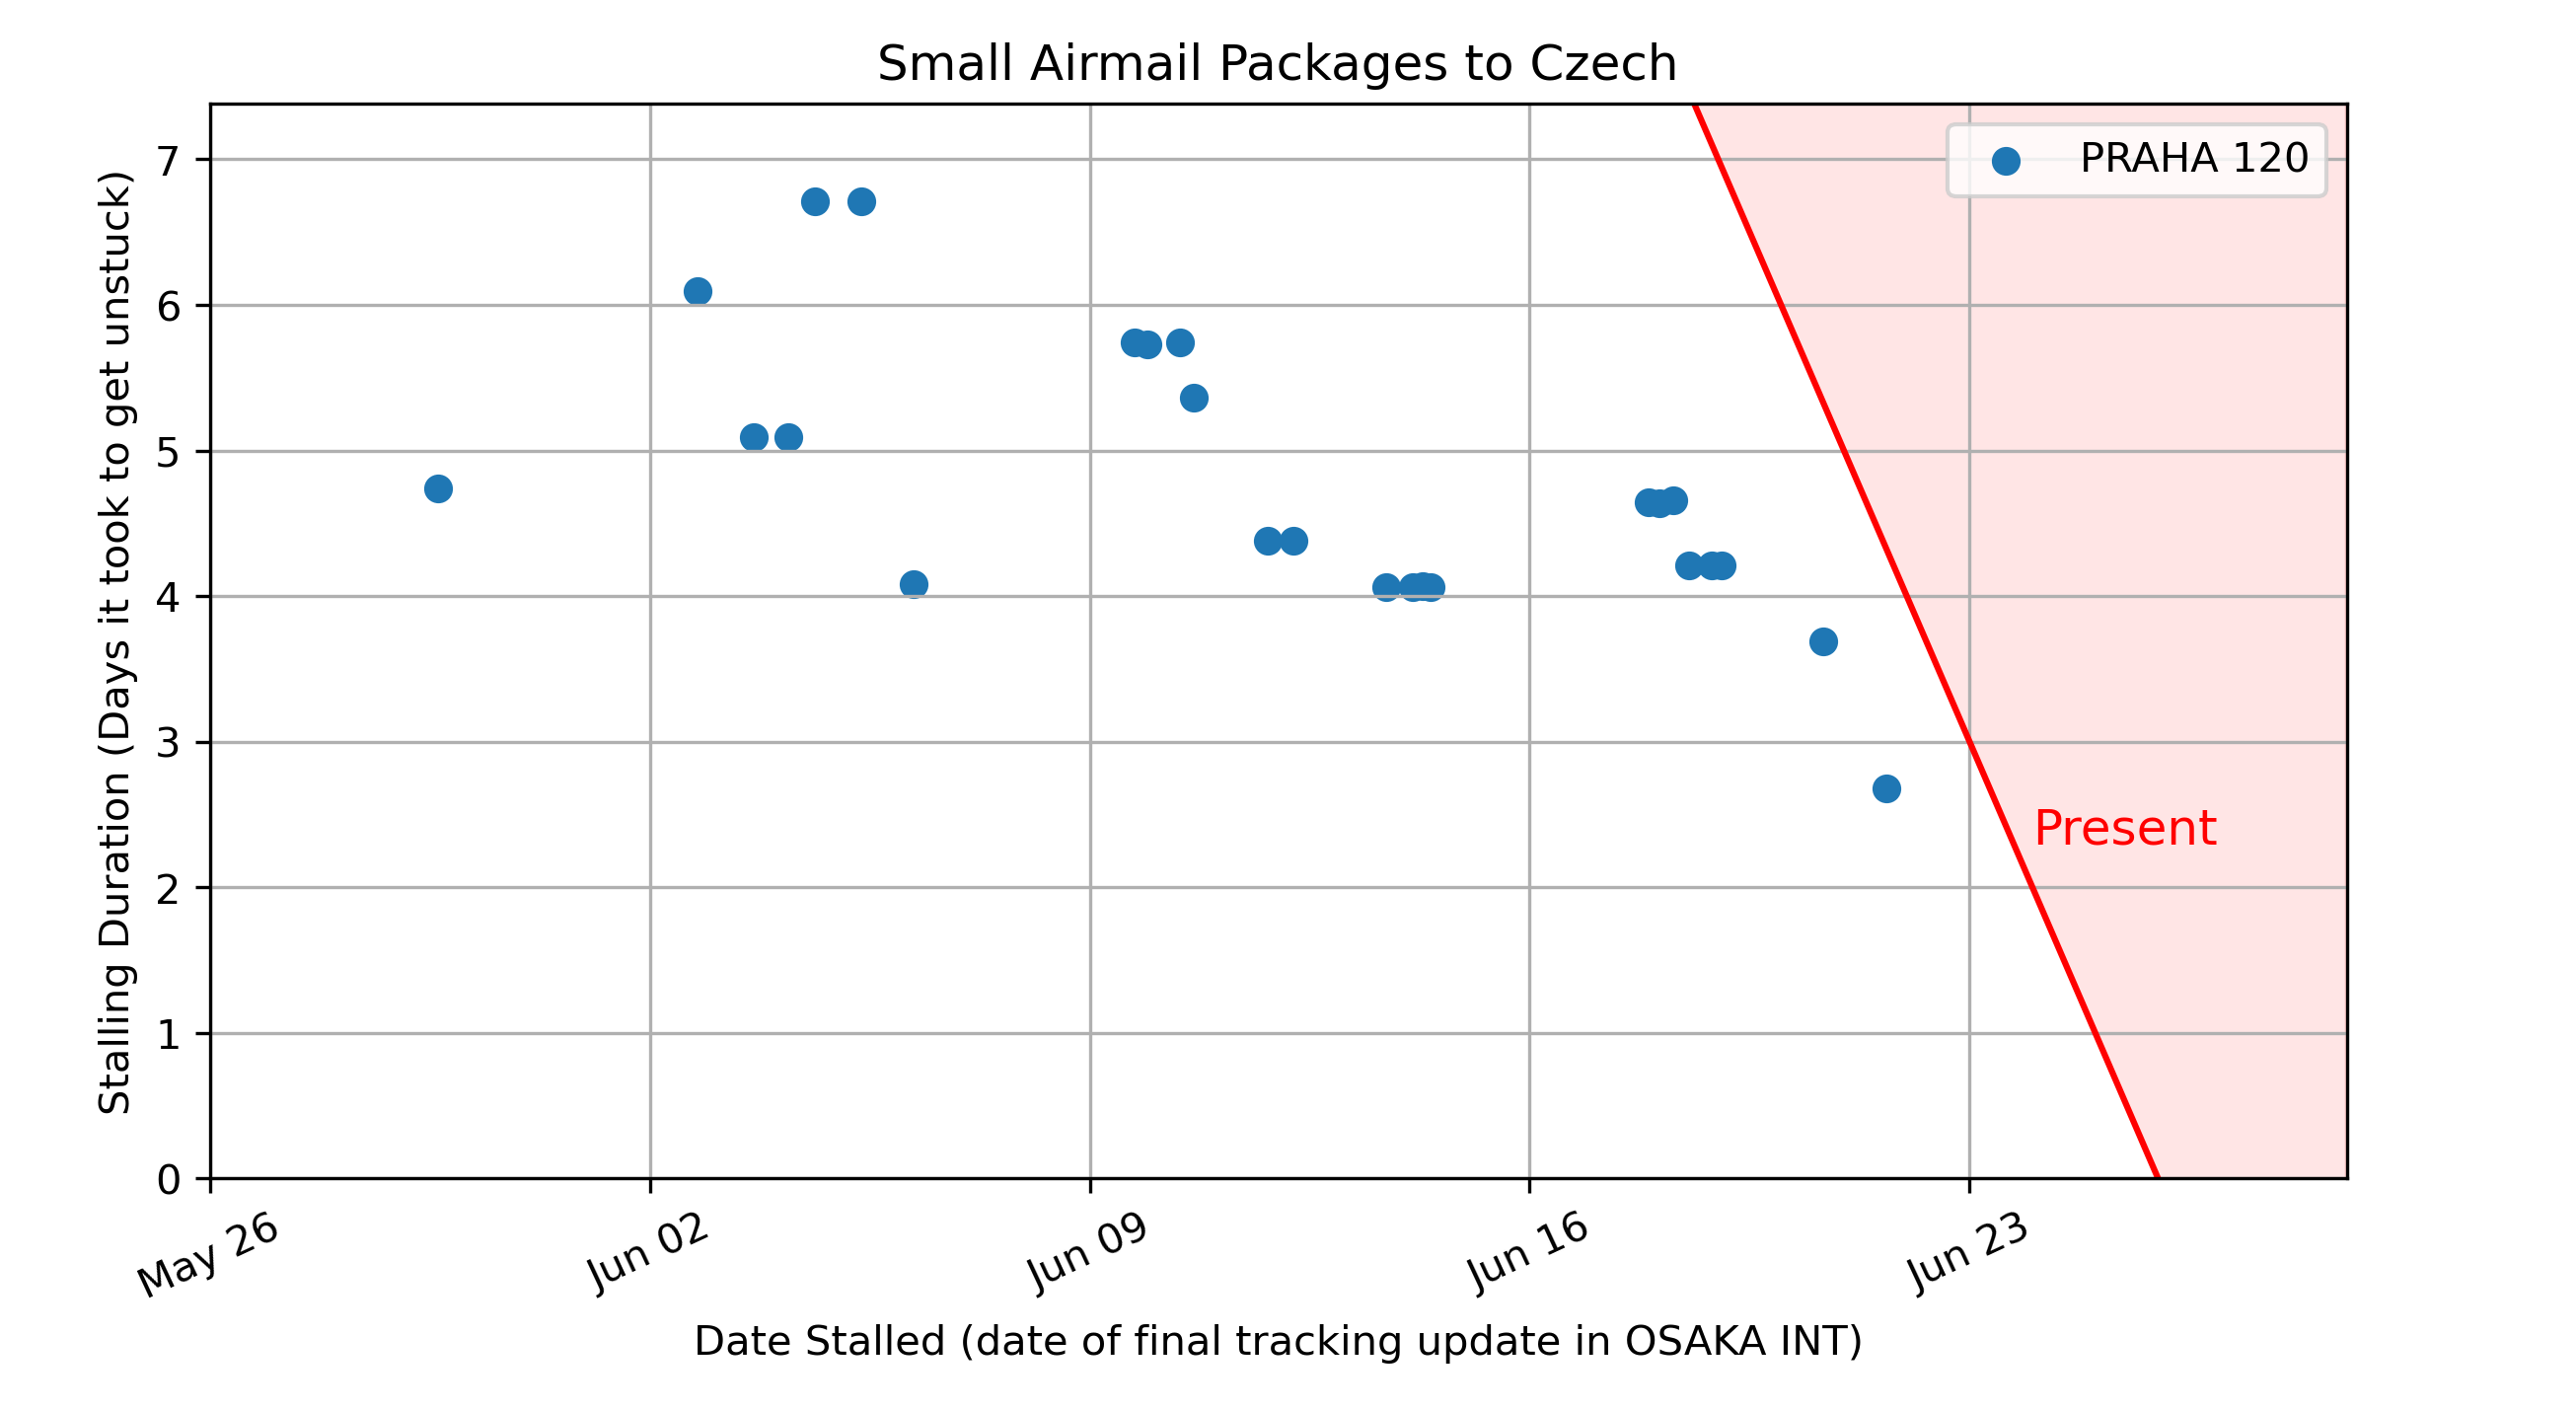 Small Airmail Packages to Czech
Stalling Duration (Days it took to get unstuck)
7
6
5
4
3
2
1
0
PRAHA 120
Present
May 26
Jun 02
Jun 09
Jun 16
Jun 23
Date Stalled (date of final tracking update in OSAKA INT)